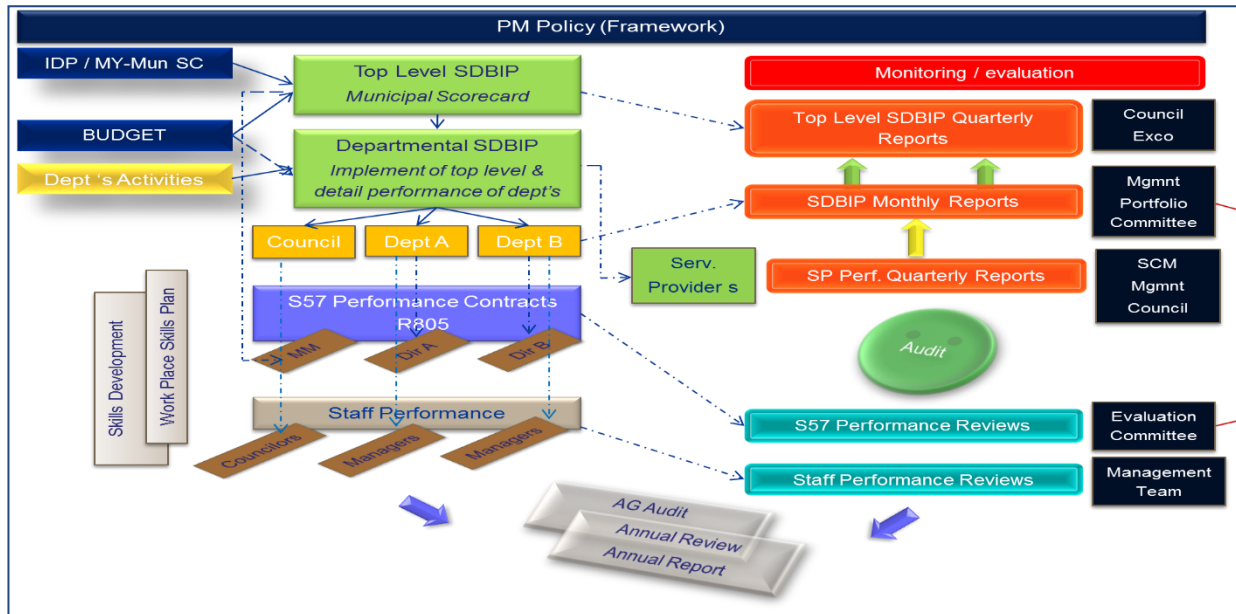 PM Policy (Framework)
IDP / MY-Mun SC
BUDGET
Dept 's Activities
Top Level SDBIP
Municipal Scorecard
Departmental SDBIP
Implement of top level &
detail performance of dept's
Council
Dept A
Dept B
Serv.
Provider s
S57 Performance Contracts
R805
MM
Dir A
Dir B
Staff Performance
Councilors
Managers
Managers
Skills Development
Work Place Skills Plan
Monitoring / evaluation
Top Level SDBIP Quarterly
Reports
Council
Exco
SDBIP Monthly Reports
Mgmnt
Portfolio
Committee
SP Perf. Quarterly Reports
SCM
Mgmnt
Council
Audit
S57 Performance Reviews
Evaluation
Committee
Staff Performance Reviews
Management
Team
AG Audit
Annual Review
Annual Report